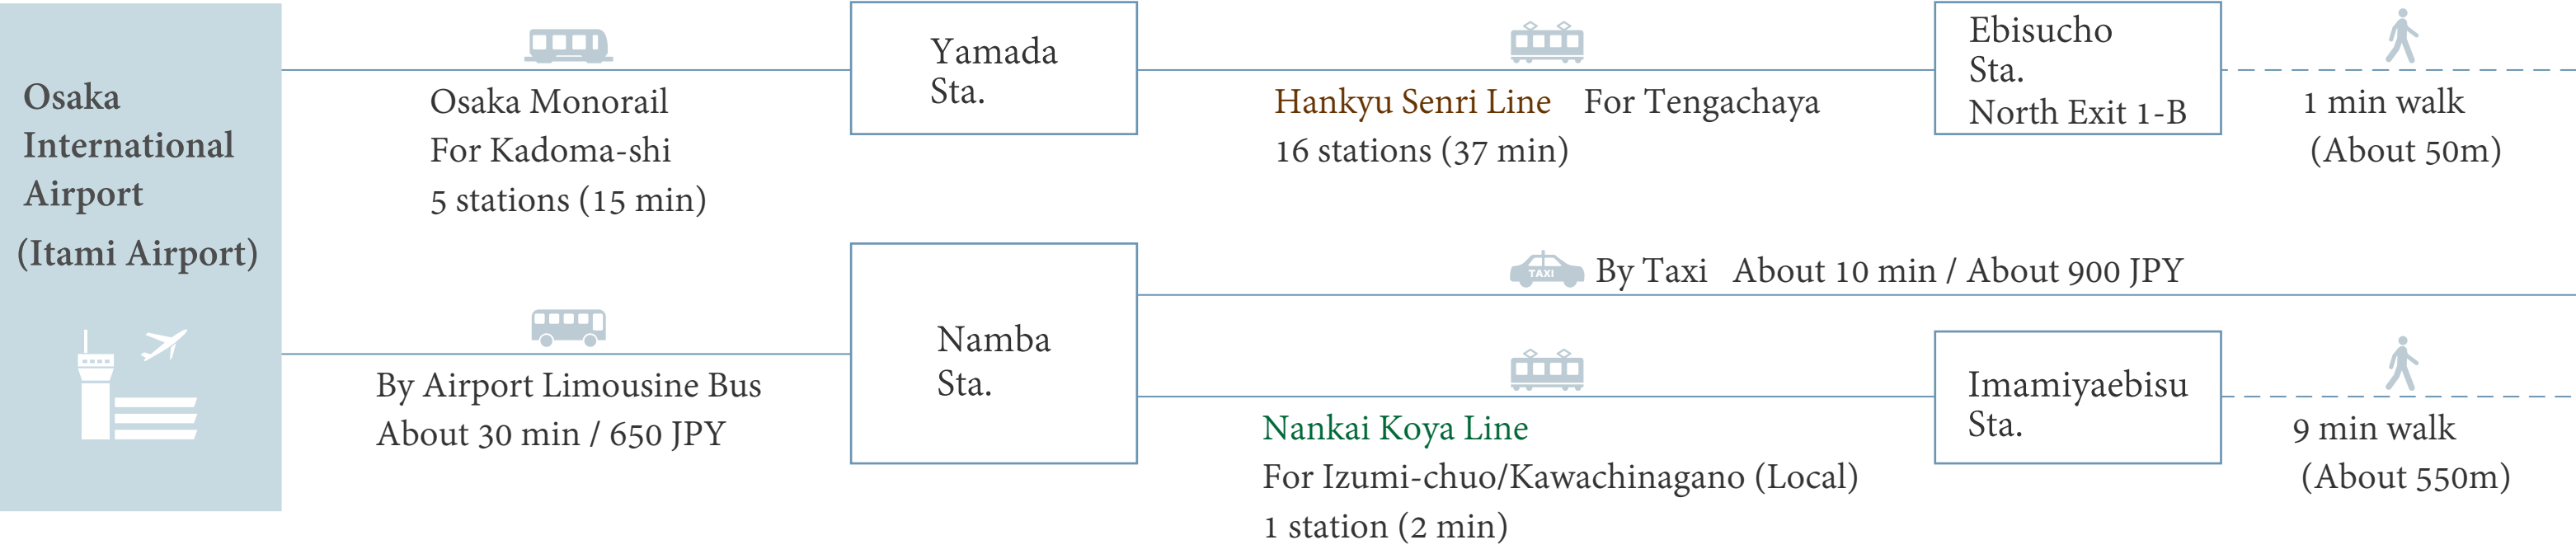 Osaka
International
Airport
(Itami Airport)
Osaka Monorail
For Kadoma-shi
5 stations (15 min)
Yamada
Sta.
Hankyu Senri Line For Tengachaya
16 stations (37 min)
Ebisucho
Sta.
North Exit 1-B
1 min walk
(About 50m)
By Airport Limousine Bus
About 30 min / 650 JPY
Namba
Sta.
TAXI By Taxi About 10 min / About 900 JPY
Nankai Koya Line
For Izumi-chuo/Kawachinagano (Local)
1 station (2 min)
Imamiyaebisu
Sta.
9 min walk
(About 550m)